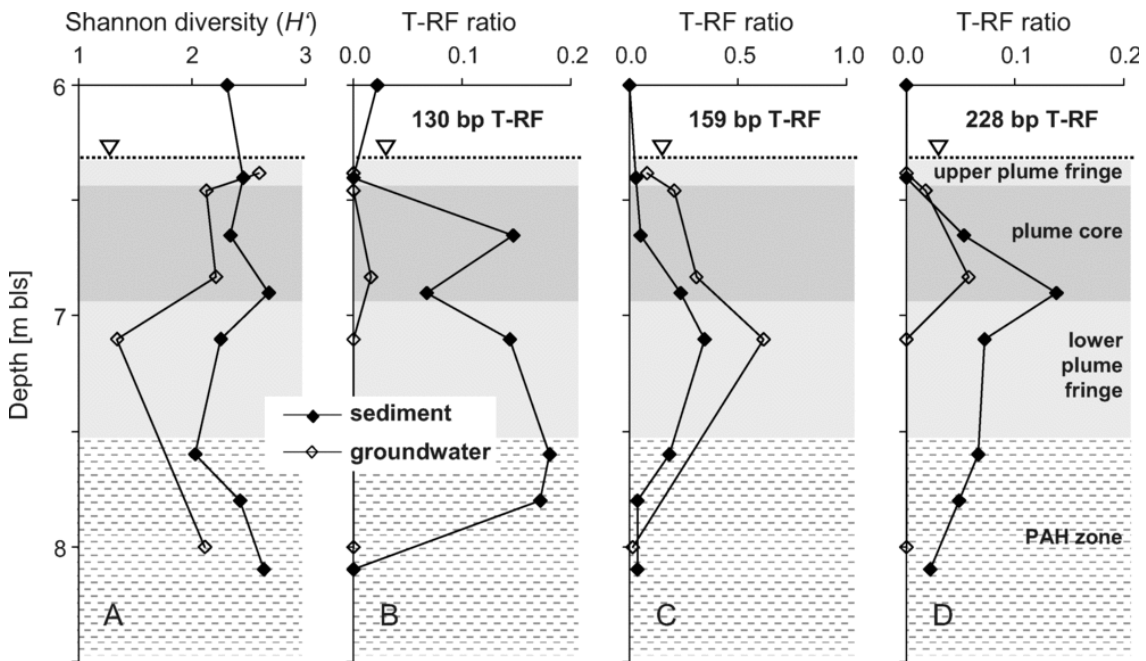 Shannon diversity (H‘)
1 2 3
T-RF ratio
0.0 0.1 0.2
T-RF ratio
0.0 0.5 1.0
T-RF ratio
0.0 0.1 0.2
Depth [m bls]
6
7
8
130 bp T-RF
159 bp T-RF
228 bp T-RF
upper plume fringe
plume core
lower
plume
fringe
PAH zone
sediment
groundwater
A
B
C
D